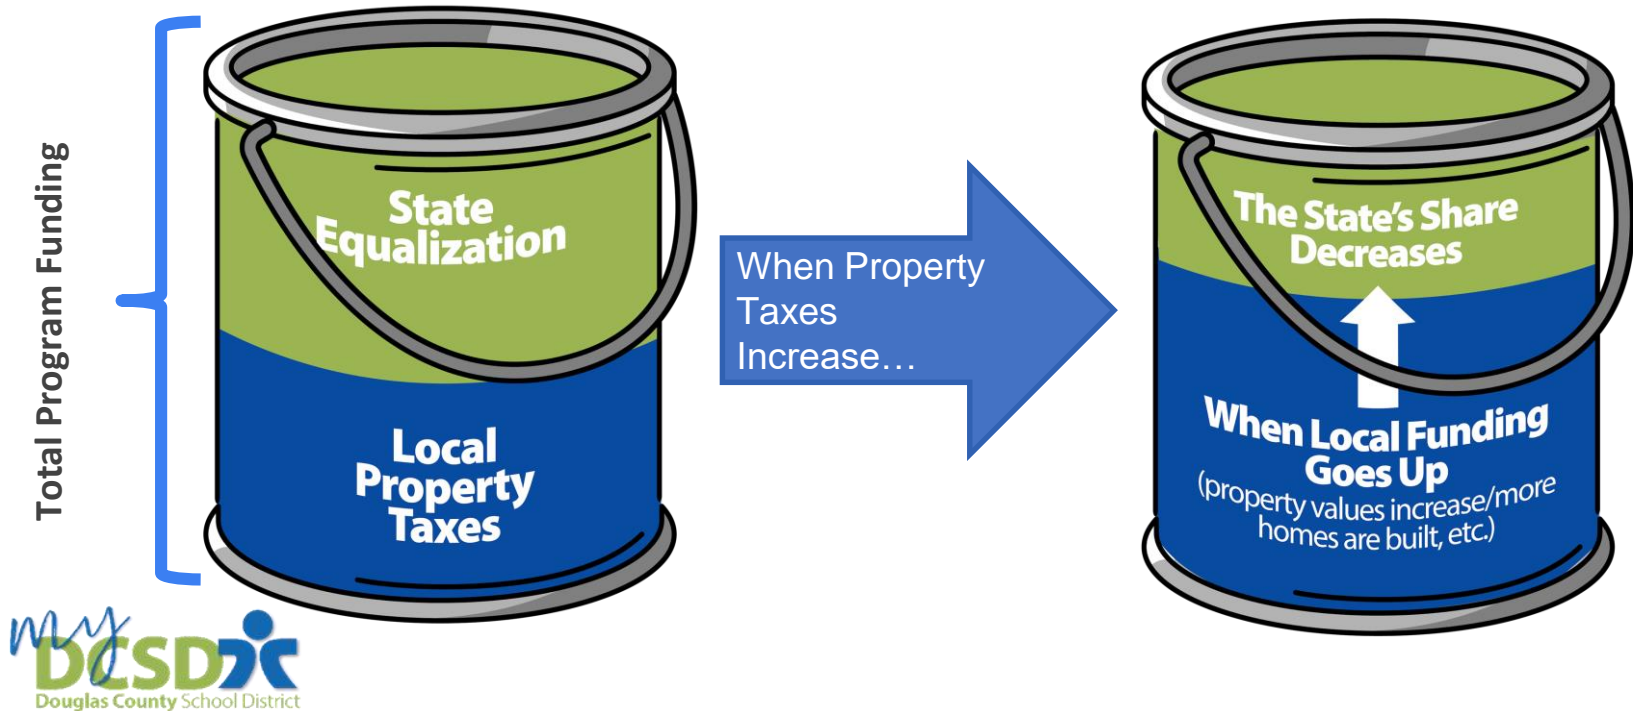 Total Program Funding
State
Equalization
Local
Property
Taxes
When Property
Taxes
Increase…
The State's Share
Decreases
When Local Funding
Goes Up
(property values increase/more
homes are built, etc.)
my
DCSD
Douglas County School District